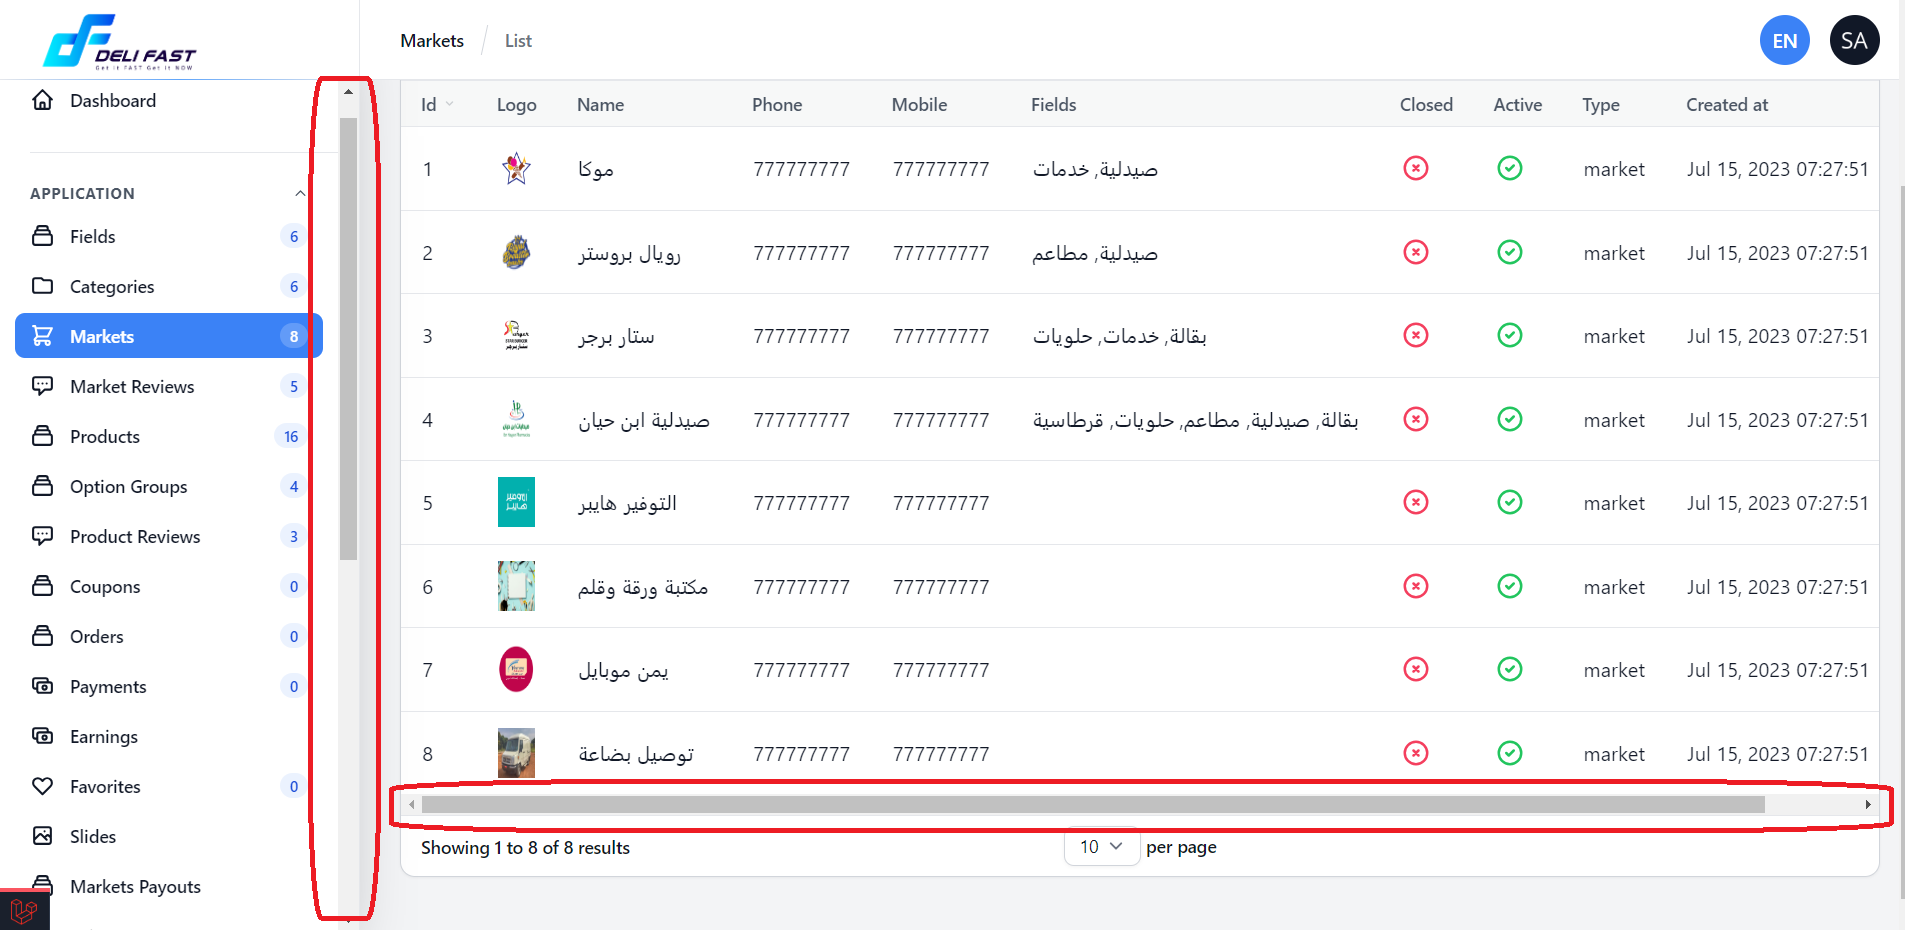 DELI FAST
Get it FAST Get it NOW
Markets
List
EN
SA
Dashboard
APPLICATION
Fields 6
Categories 6
Markets 8
Market Reviews 5
Products 16
Option Groups 4
Product Reviews 3
Coupons 0
Orders 0
Payments 0
Earnings
Favorites 0
Slides
Markets Payouts
Id Logo Name Phone Mobile Fields Closed Active Type Created at
1 موكا 777777777 777777777 صيدلية, خدمات market Jul 15, 2023 07:27:51
2 رويال بروستر 777777777 777777777 صيدلية, مطاعم market Jul 15, 2023 07:27:51
3 ستار برجر 777777777 777777777 بقالة, خدمات, حلويات market Jul 15, 2023 07:27:51
4 صيدلية ابن حيان 777777777 777777777 بقالة, صيدلية, مطاعم, حلويات, قرطاسية market Jul 15, 2023 07:27:51
5 التوفير هايبر 777777777 777777777 market Jul 15, 2023 07:27:51
6 مكتبة ورقة وقلم 777777777 777777777 market Jul 15, 2023 07:27:51
7 يمن موبايل 777777777 777777777 market Jul 15, 2023 07:27:51
8 توصيل بضاعة 777777777 777777777 market Jul 15, 2023 07:27:51
Showing 1 to 8 of 8 results
10 per page